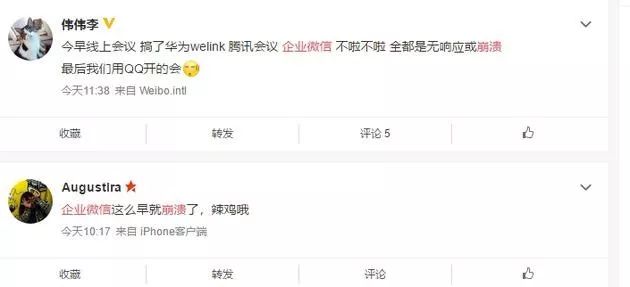 伟伟李
今早线上会议 搞了华为welink 腾讯会议 企业微信 不啦不啦 全都是无响应或崩溃
最后我们用QQ开的会
今天11:38 来自 Weibo.intl
收藏 转发 评论 5
Augustira
企业微信这么早就崩溃了，辣鸡哦
今天10:17 来自 iPhone客户端
收藏 转发 评论